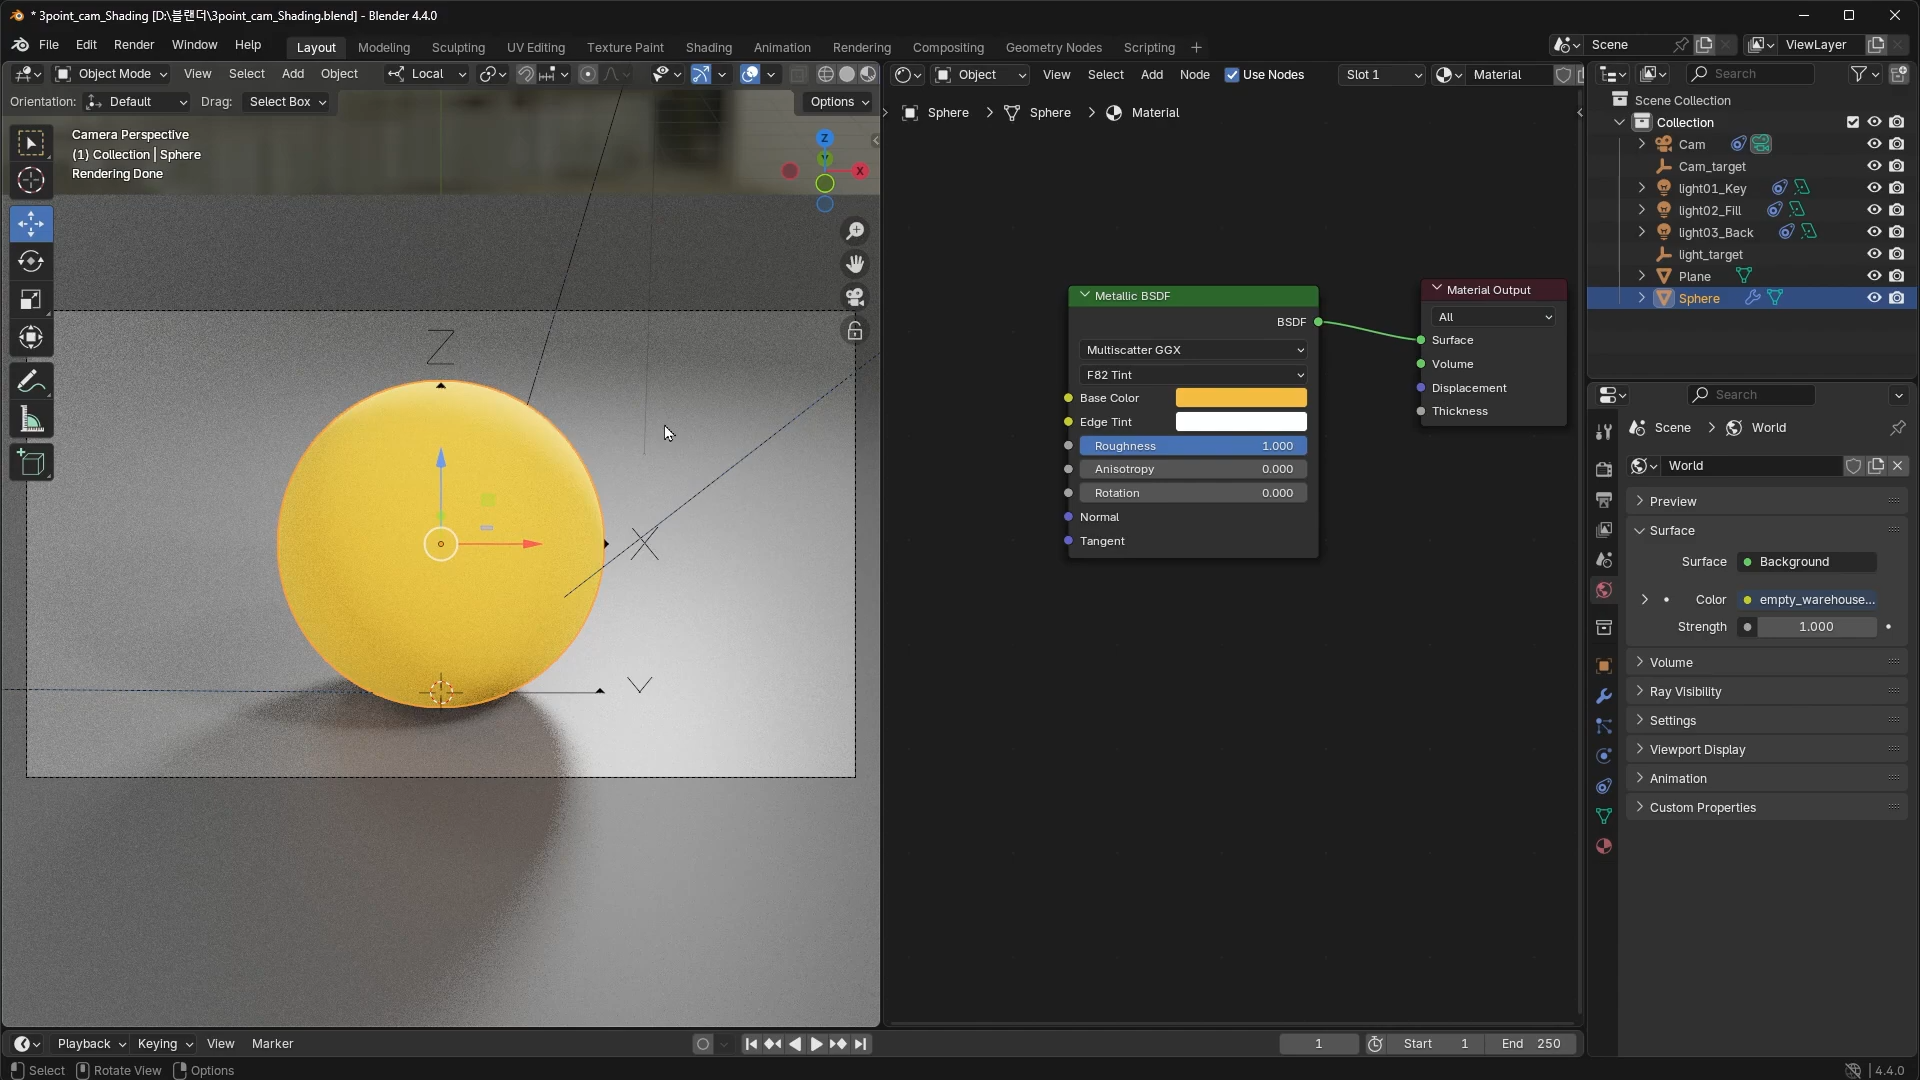 * 3point_cam_Shading [D:\블랜더\3point_cam_Shading.blend] - Blender 4.4.0
File Edit Render Window Help
Layout Modeling Sculpting UV Editing Texture Paint Shading Animation Rendering Compositing Geometry Nodes Scripting +
Scene
ViewLayer
Object Mode View Select Add Object Local
Orientation: Default Drag: Select Box
Options
Camera Perspective
(1) Collection | Sphere
Rendering Done
Z
Y
X
Z
X
Y
Object View Select Add Node Use Nodes Slot 1 Material
Sphere > Sphere > Material
Metallic BSDF
BSDF
Multiscatter GGX
F82 Tint
Base Color
Edge Tint
Roughness 1.000
Anisotropy 0.000
Rotation 0.000
Normal
Tangent
Material Output
All
Surface
Volume
Displacement
Thickness
Search
Scene Collection
Collection
Cam
Cam_target
light01_Key
light02_Fill
light03_Back
light_target
Plane
Sphere
Search
Scene > World
World
Preview
Surface
Surface Background
Color empty_warehouse...
Strength 1.000
Volume
Ray Visibility
Settings
Viewport Display
Animation
Custom Properties
Playback Keying View Marker
1
Start 1
End 250
Select Rotate View Options
4.4.0